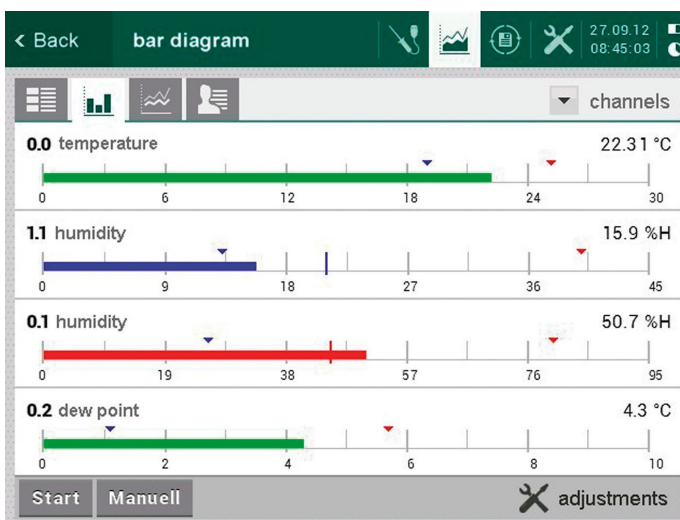 < Back bar diagram 27.09.12
08:45:03
channels
0.0 temperature 22.31 °C
0 6 12 18 24 30
1.1 humidity 15.9 %H
0 9 18 27 36 45
0.1 humidity 50.7 %H
0 19 38 57 76 95
0.2 dew point 4.3 °C
0 2 4 6 8 10
Start Manuell adjustments